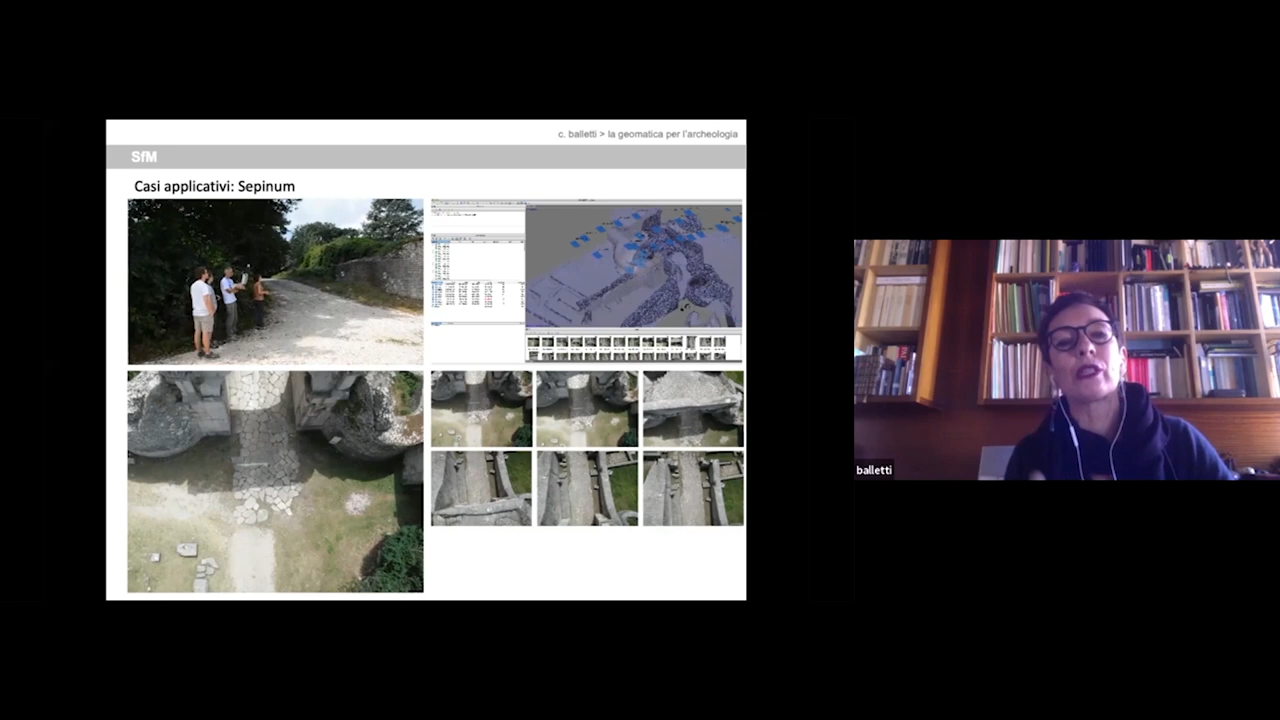 c. balletti > la geomatica per l'archeologia
SfM
Casi applicativi: Sepinum
balletti